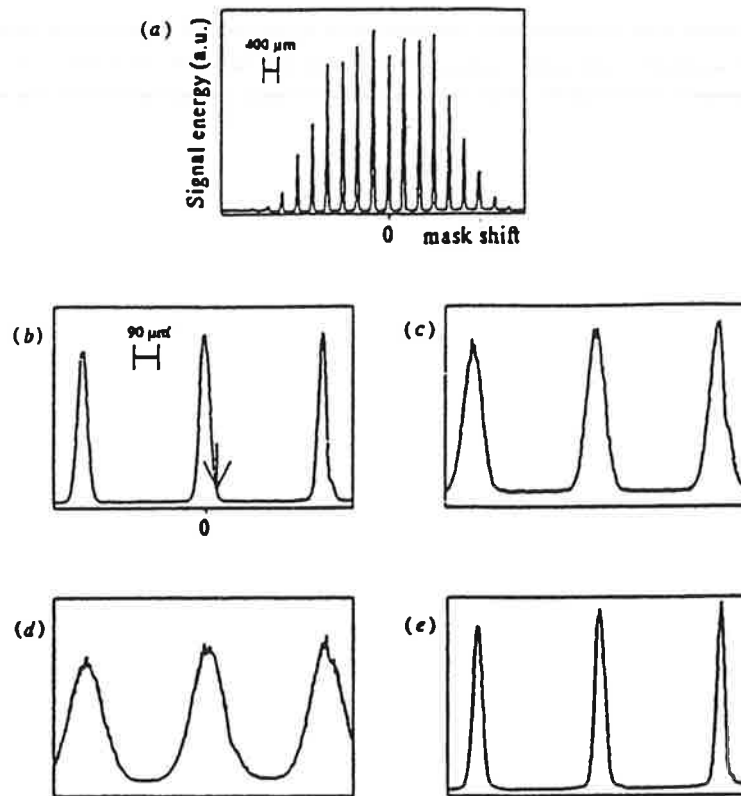 (a)
400 μm
Signal energy (a.u.)
0 mask shift
(b)
90 μm
0
(c)
(d)
(e)